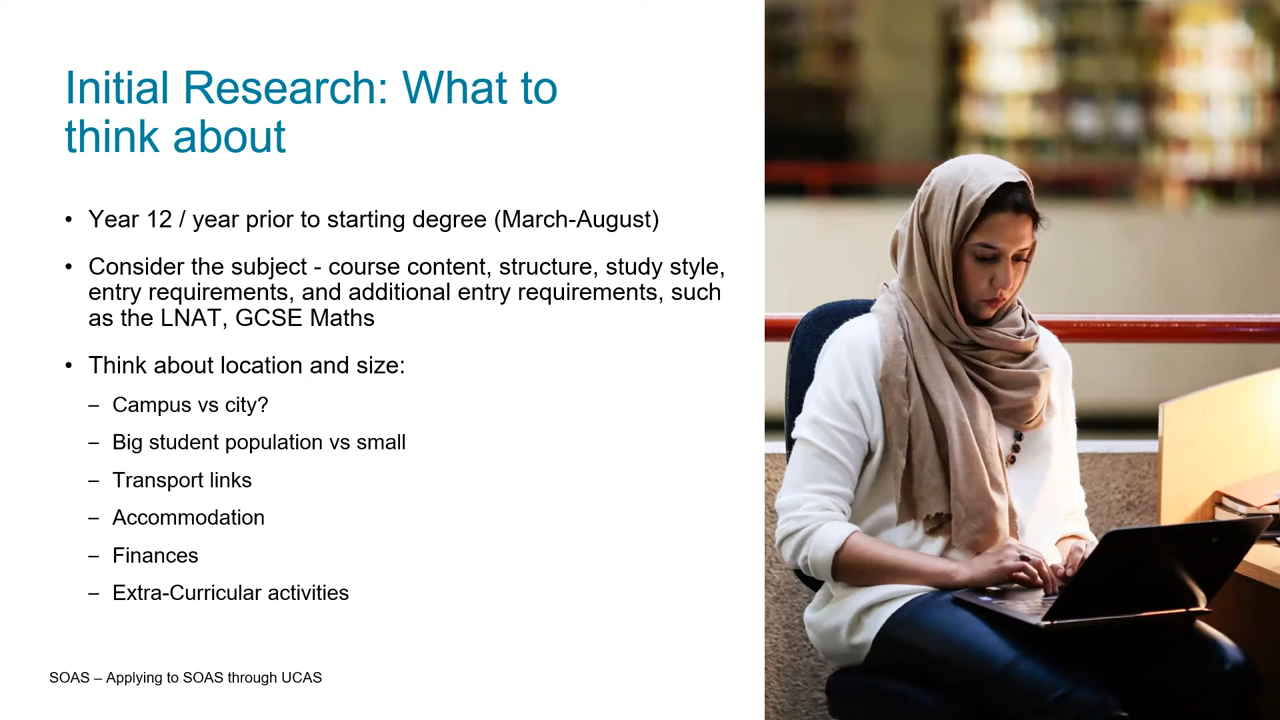 Initial Research: What to
think about
• Year 12 / year prior to starting degree (March-August)
• Consider the subject - course content, structure, study style,
entry requirements, and additional entry requirements, such
as the LNAT, GCSE Maths
• Think about location and size:
– Campus vs city?
– Big student population vs small
– Transport links
– Accommodation
– Finances
– Extra-Curricular activities
SOAS – Applying to SOAS through UCAS